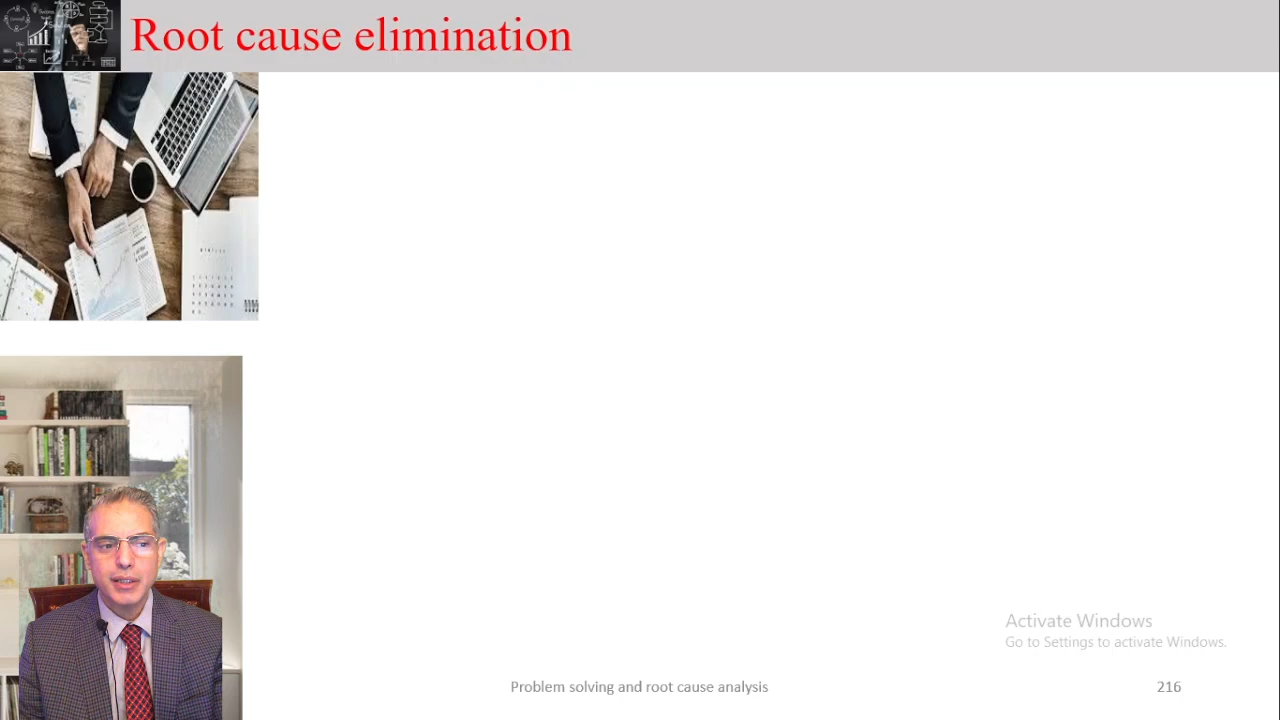 Root cause elimination
Activate Windows
Go to Settings to activate Windows.
Problem solving and root cause analysis
216